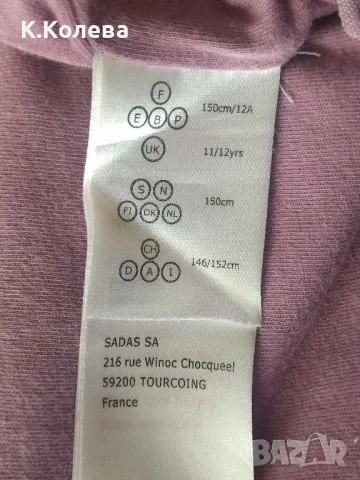 К.Колева
F
E B P 150cm/12A
UK 11/12yrs
S N
FI DK NL 150cm
CH
D A I 146/152cm
SADAS SA
216 rue Winoc Chocqueel
59200 TOURCOING
France
BAZAR